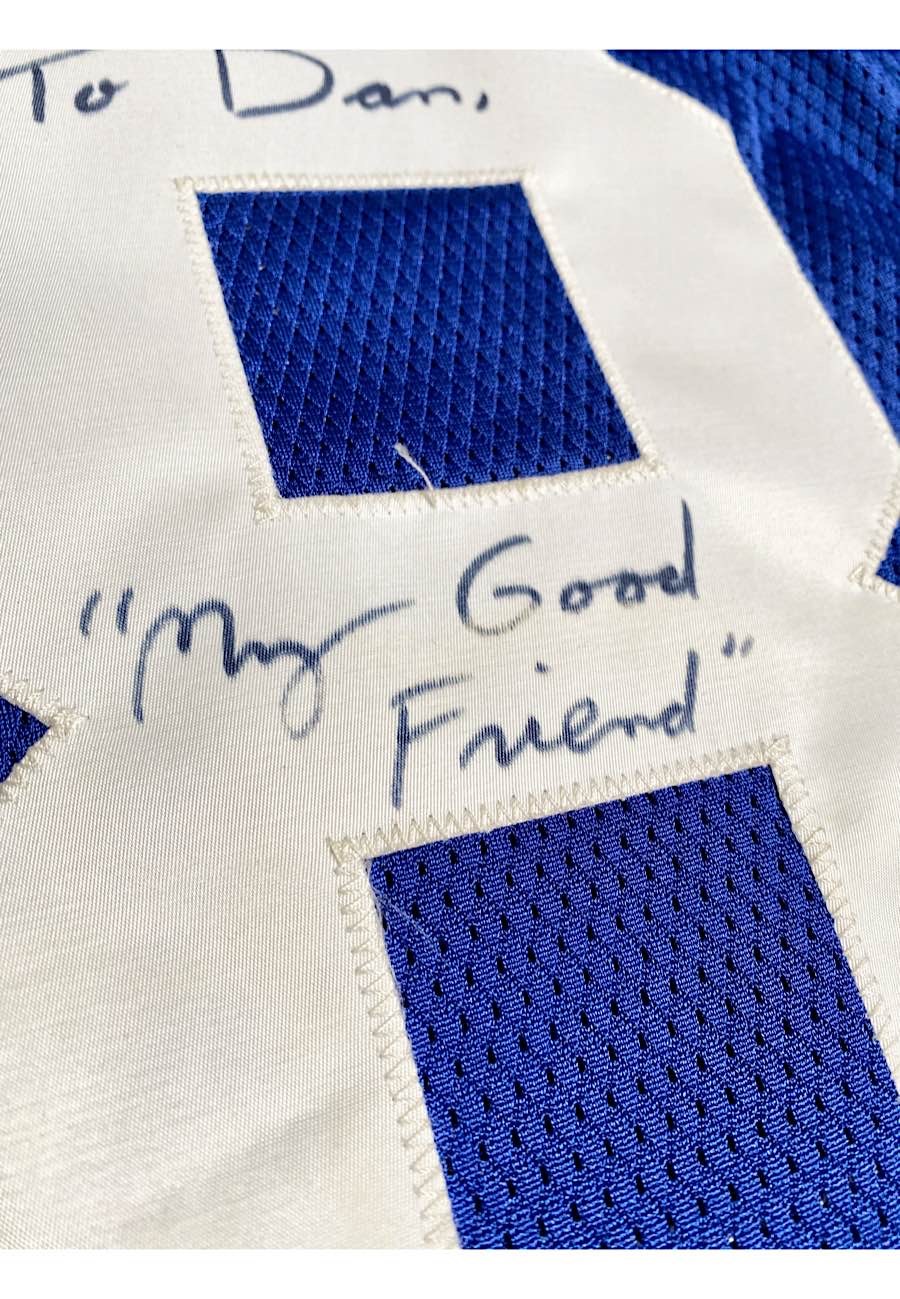 To Dan,
"My Good
Friend"